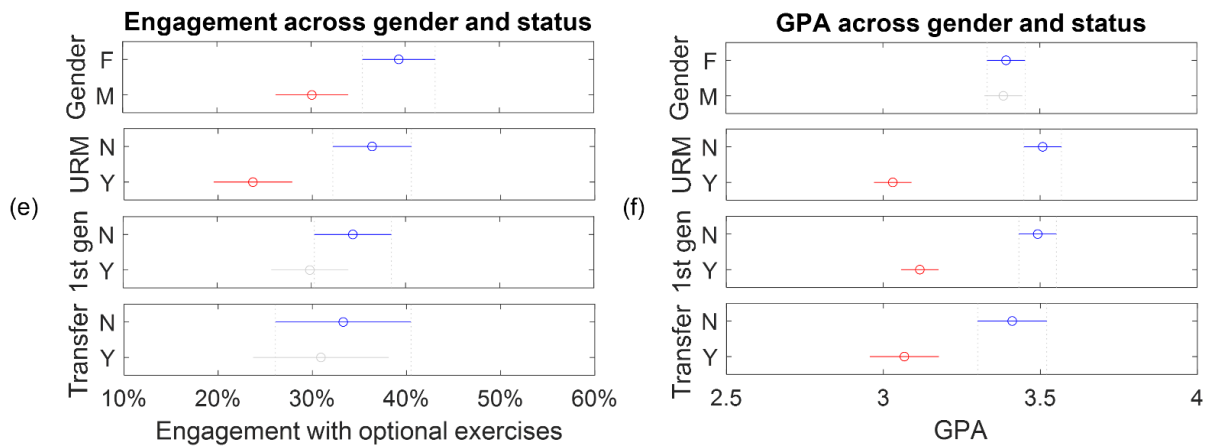 (e)
Engagement across gender and status
Gender
F
M
URM
N
Y
1st gen
N
Y
Transfer
N
Y
10% 20% 30% 40% 50% 60%
Engagement with optional exercises
(f)
GPA across gender and status
Gender
F
M
URM
N
Y
1st gen
N
Y
Transfer
N
Y
2.5 3 3.5 4
GPA